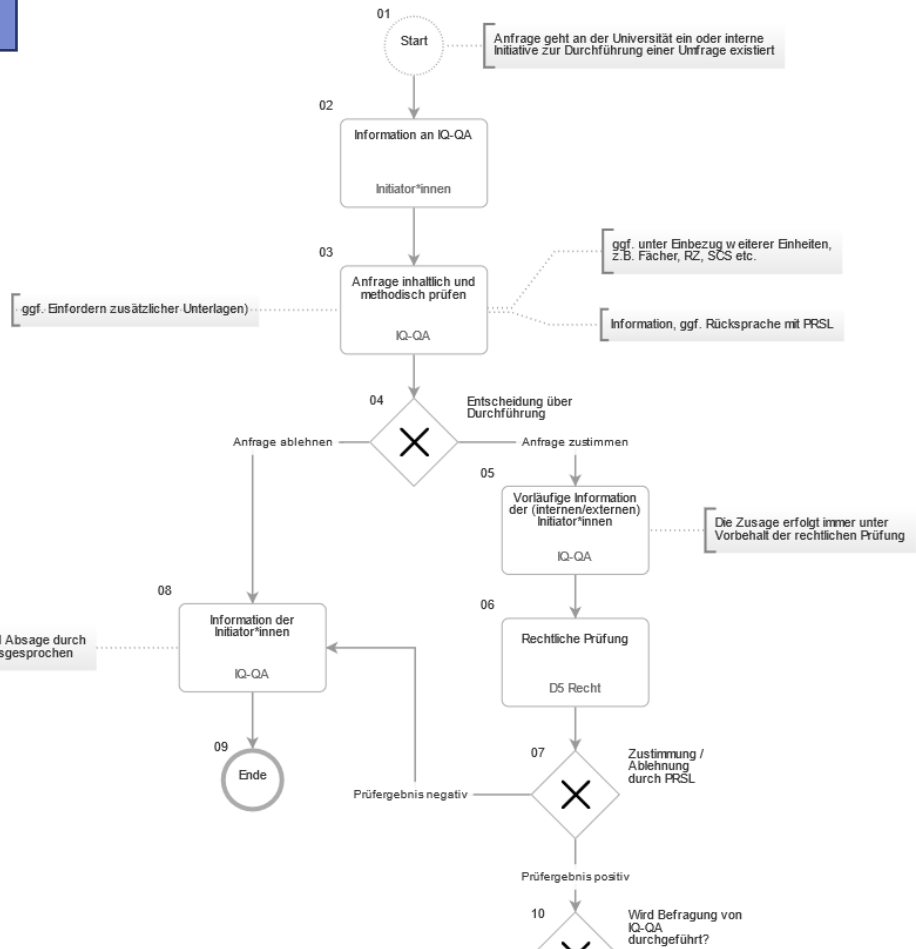 01
Start
Anfrage geht an der Universität ein oder interne
Initiative zur Durchführung einer Umfrage existiert
02
Information an IQ-QA
Initiator*innen
03
Anfrage inhaltlich und
methodisch prüfen
IQ-QA
ggf. unter Einbezug weiterer Einheiten,
z.B. Fächer, RZ, SCS etc.
ggf. Einfordern zusätzlicher Unterlagen)
Information, ggf. Rücksprache mit PRSL
04
Entscheidung über
Durchführung
Anfrage ablehnen
Anfrage zustimmen
05
Vorläufige Information
der (internen/externen)
Initiator*innen
IQ-QA
Die Zusage erfolgt immer unter
Vorbehalt der rechtlichen Prüfung
06
Rechtliche Prüfung
D5 Recht
08
Information der
Initiator*innen
IQ-QA
Absage durch
09
Ende
07
Zustimmung /
Ablehnung
durch PRSL
Prüfergebnis negativ
Prüfergebnis positiv
10
Wird Befragung von
IQ-QA
durchgeführt?